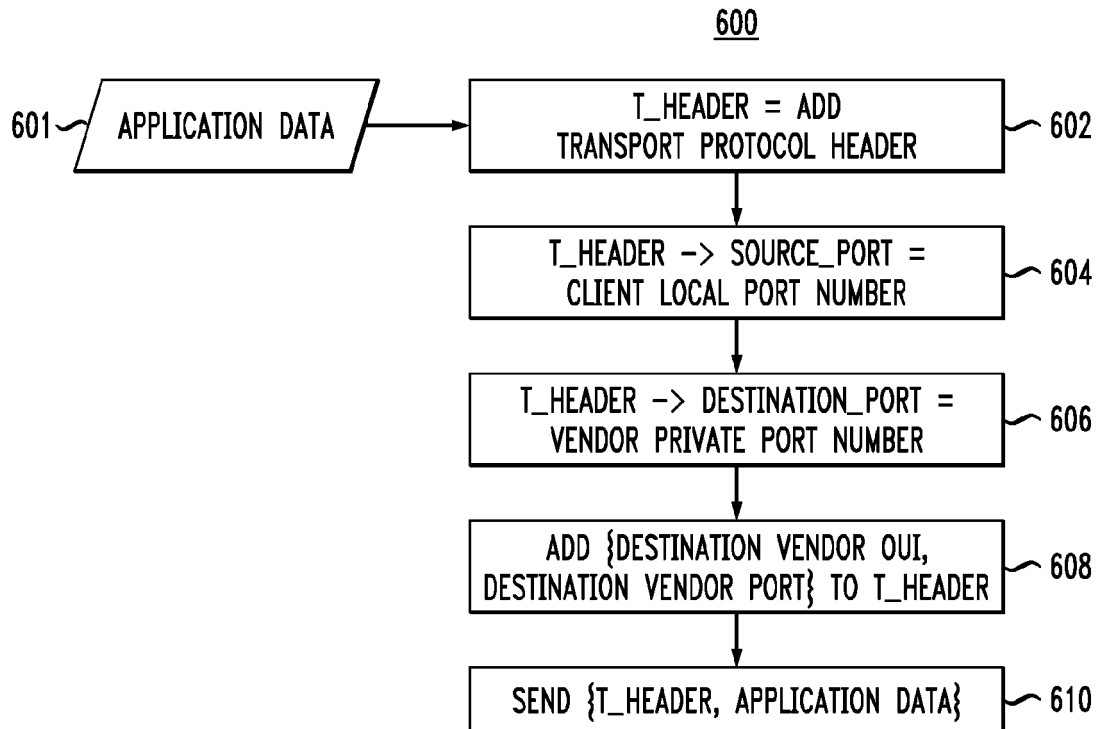 600
601
APPLICATION DATA
T_HEADER = ADD
TRANSPORT PROTOCOL HEADER
602
T_HEADER -> SOURCE_PORT =
CLIENT LOCAL PORT NUMBER
604
T_HEADER -> DESTINATION_PORT =
VENDOR PRIVATE PORT NUMBER
606
ADD {DESTINATION VENDOR OUI,
DESTINATION VENDOR PORT} TO T_HEADER
608
SEND {T_HEADER, APPLICATION DATA}
610